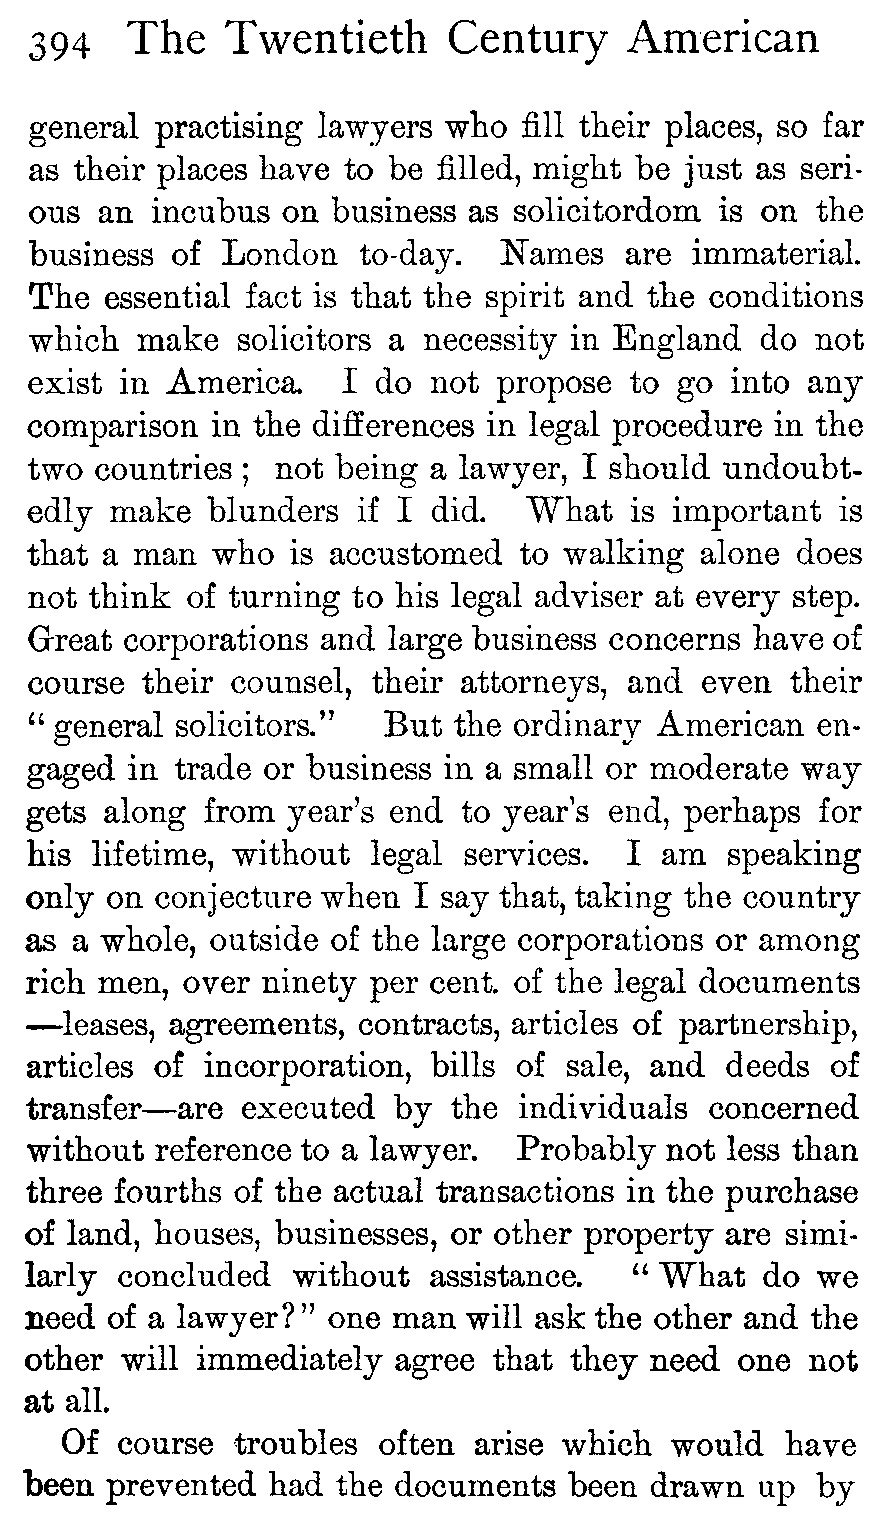 394 The Twentieth Century American
general practising lawyers who fill their places, so far
as their places have to be filled, might be just as seri-
ous an incubus on business as solicitordom is on the
business of London to-day. Names are immaterial.
The essential fact is that the spirit and the conditions
which make solicitors a necessity in England do not
exist in America. I do not propose to go into any
comparison in the differences in legal procedure in the
two countries ; not being a lawyer, I should undoubt-
edly make blunders if I did. What is important is
that a man who is accustomed to walking alone does
not think of turning to his legal adviser at every step.
Great corporations and large business concerns have of
course their counsel, their attorneys, and even their
“ general solicitors.” But the ordinary American en-
gaged in trade or business in a small or moderate way
gets along from year's end to year's end, perhaps for
his lifetime, without legal services. I am speaking
only on conjecture when I say that, taking the country
as a whole, outside of the large corporations or among
rich men, over ninety per cent. of the legal documents
—leases, agreements, contracts, articles of partnership,
articles of incorporation, bills of sale, and deeds of
transfer—are executed by the individuals concerned
without reference to a lawyer. Probably not less than
three fourths of the actual transactions in the purchase
of land, houses, businesses, or other property are simi-
larly concluded without assistance. “ What do we
need of a lawyer?” one man will ask the other and the
other will immediately agree that they need one not
at all.
Of course troubles often arise which would have
been prevented had the documents been drawn up by